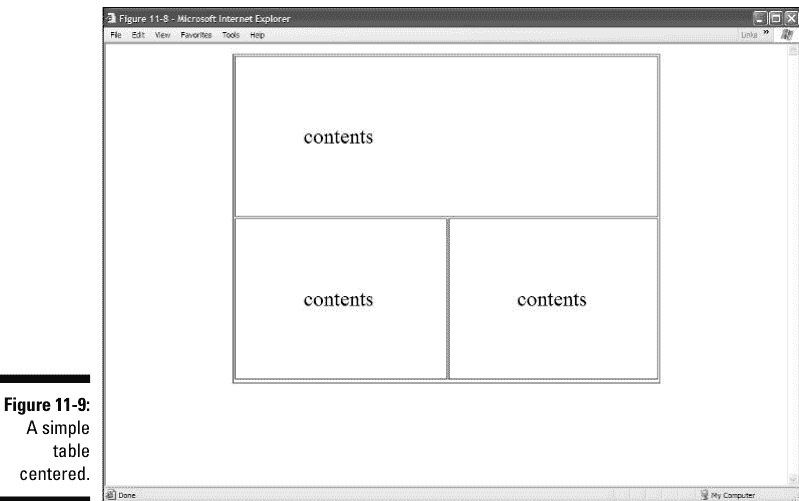 Figure 11-8 - Microsoft Internet Explorer
File Edit View Favorites Tools Help
Links »
contents
contents contents
Figure 11-9:
A simple
table
centered.
Done
My Computer